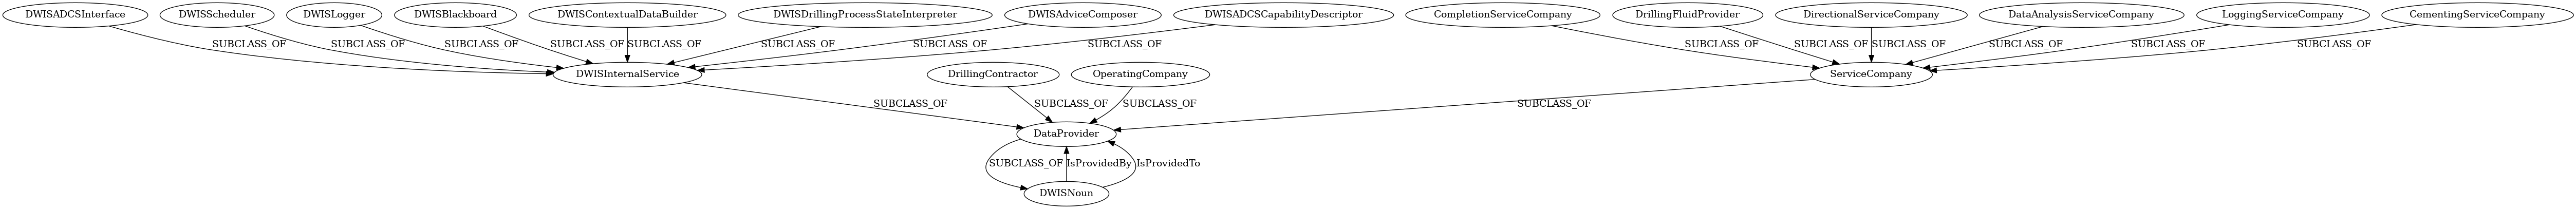 DWISADCSInterface
DWISScheduler
DWISLogger
DWISBlackboard
DWISContextualDataBuilder
DWISDrillingProcessStateInterpreter
DWISAdviceComposer
DWISADCSCapabilityDescriptor
CompletionServiceCompany
DrillingFluidProvider
DirectionalServiceCompany
DataAnalysisServiceCompany
LoggingServiceCompany
CementingServiceCompany
SUBCLASS_OF
SUBCLASS_OF
SUBCLASS_OF
SUBCLASS_OF
SUBCLASS_OF
SUBCLASS_OF
SUBCLASS_OF
SUBCLASS_OF
SUBCLASS_OF
SUBCLASS_OF
SUBCLASS_OF
SUBCLASS_OF
SUBCLASS_OF
SUBCLASS_OF
DWISInternalService
DrillingContractor
OperatingCompany
ServiceCompany
SUBCLASS_OF
SUBCLASS_OF
SUBCLASS_OF
SUBCLASS_OF
DataProvider
SUBCLASS_OF
IsProvidedBy
IsProvidedTo
DWISNoun